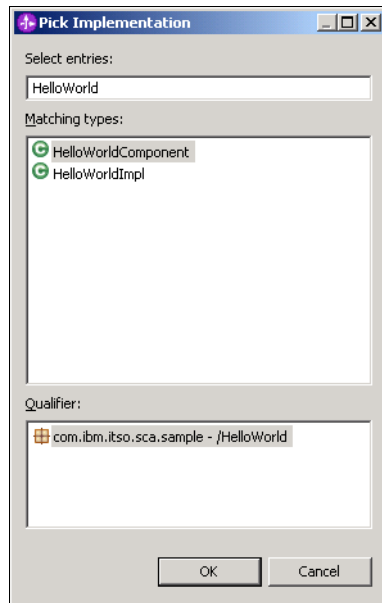 Pick Implementation
Select entries:
HelloWorld
Matching types:
HelloWorldComponent
HelloWorldImpl
Qualifier:
com.ibm.itso.sca.sample - /HelloWorld
OK
Cancel